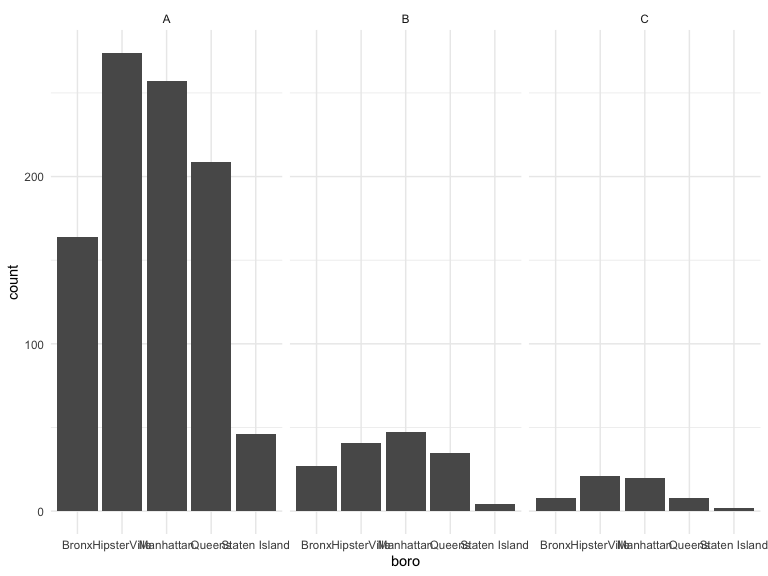 A B C
200
100
0
count
Bronx HipsterVille Manhattan Queens Staten Island Bronx HipsterVille Manhattan Queens Staten Island Bronx HipsterVille Manhattan Queens Staten Island
boro